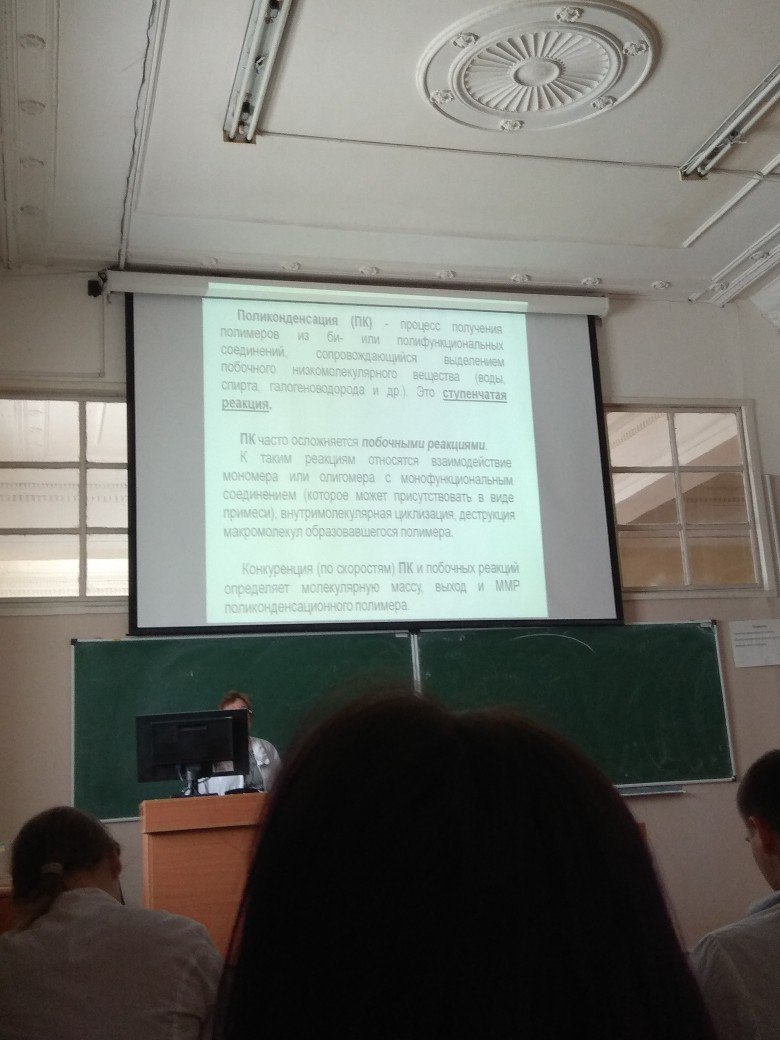 Поликонденсация (ПК) - процесс получения
полимеров из би- или полифункциональных
соединений, сопровождающийся выделением
побочного низкомолекулярного вещества (воды,
спирта, галогеноводорода и др.). Это ступенчатая
реакция.
ПК часто осложняется побочными реакциями.
К таким реакциям относятся взаимодействие
мономера или олигомера с монофункциональным
соединением (которое может присутствовать в виде
примеси), внутримолекулярная циклизация, деструкция
макромолекул образовавшегося полимера.
Конкуренция (по скоростям) ПК и побочных реакций
определяет молекулярную массу, выход и ММР
поликонденсационного полимера.